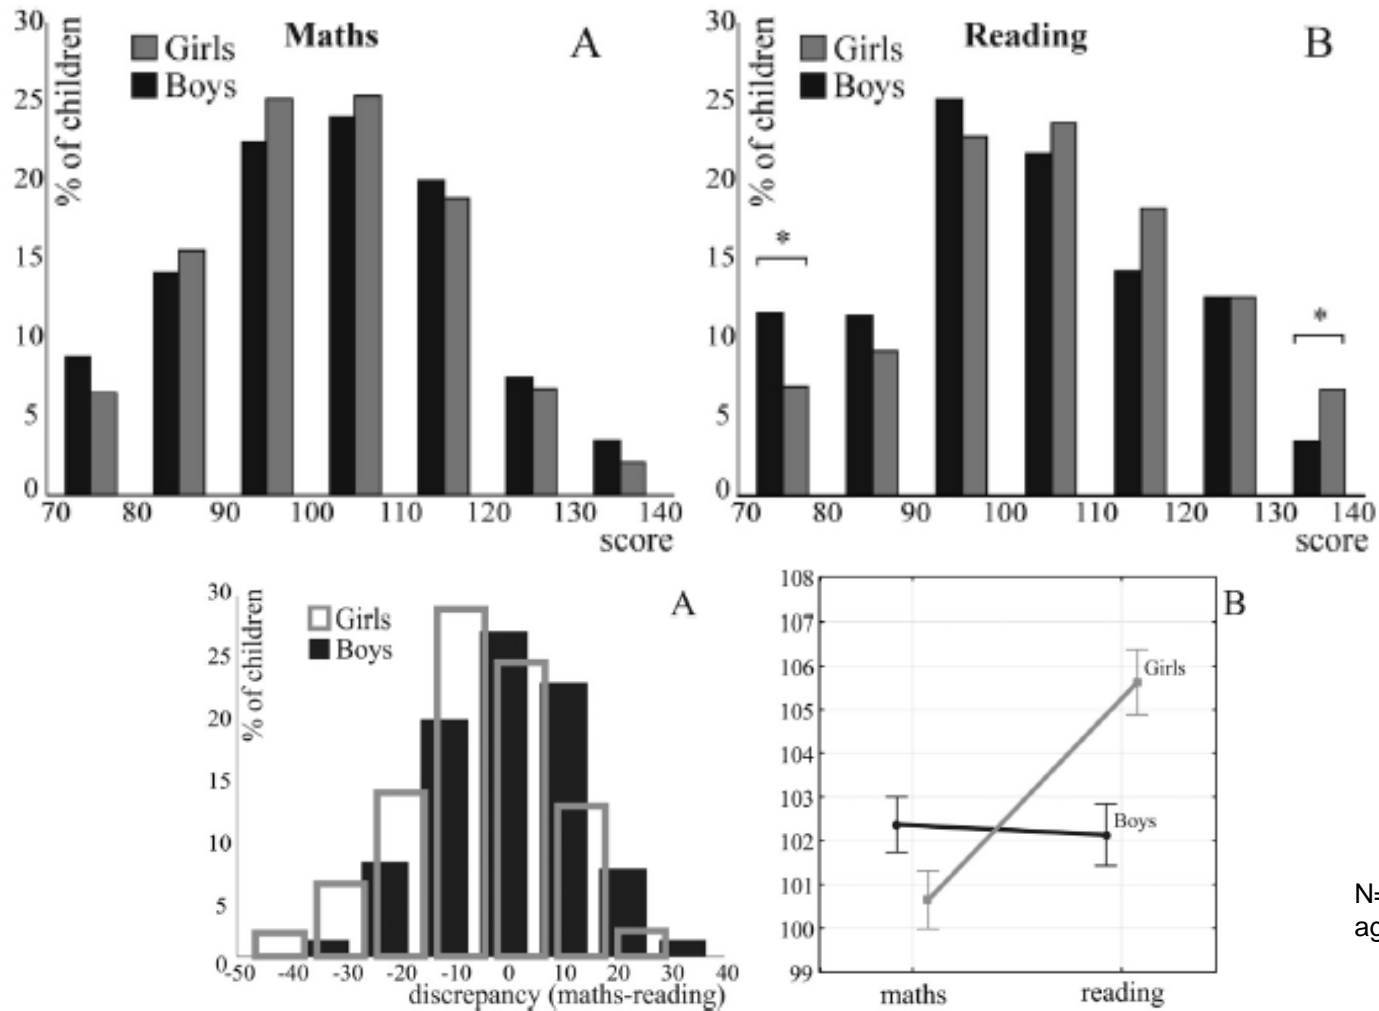 Maths
A
Girls
Boys
% of children
30
25
20
15
10
5
0
70 80 90 100 110 120 130 140
score
Reading
B
Girls
Boys
% of children
30
25
20
15
*
10
*
5
0
70 80 90 100 110 120 130 140
score
A
Girls
Boys
% of children
30
25
20
15
10
5
0
-50 -40 -30 -20 -10 0 10 20 30 40
discrepancy (maths-reading)
B
108
107
106
105
104
103
102
101
100
99
Girls
Boys
maths reading
N=
ag